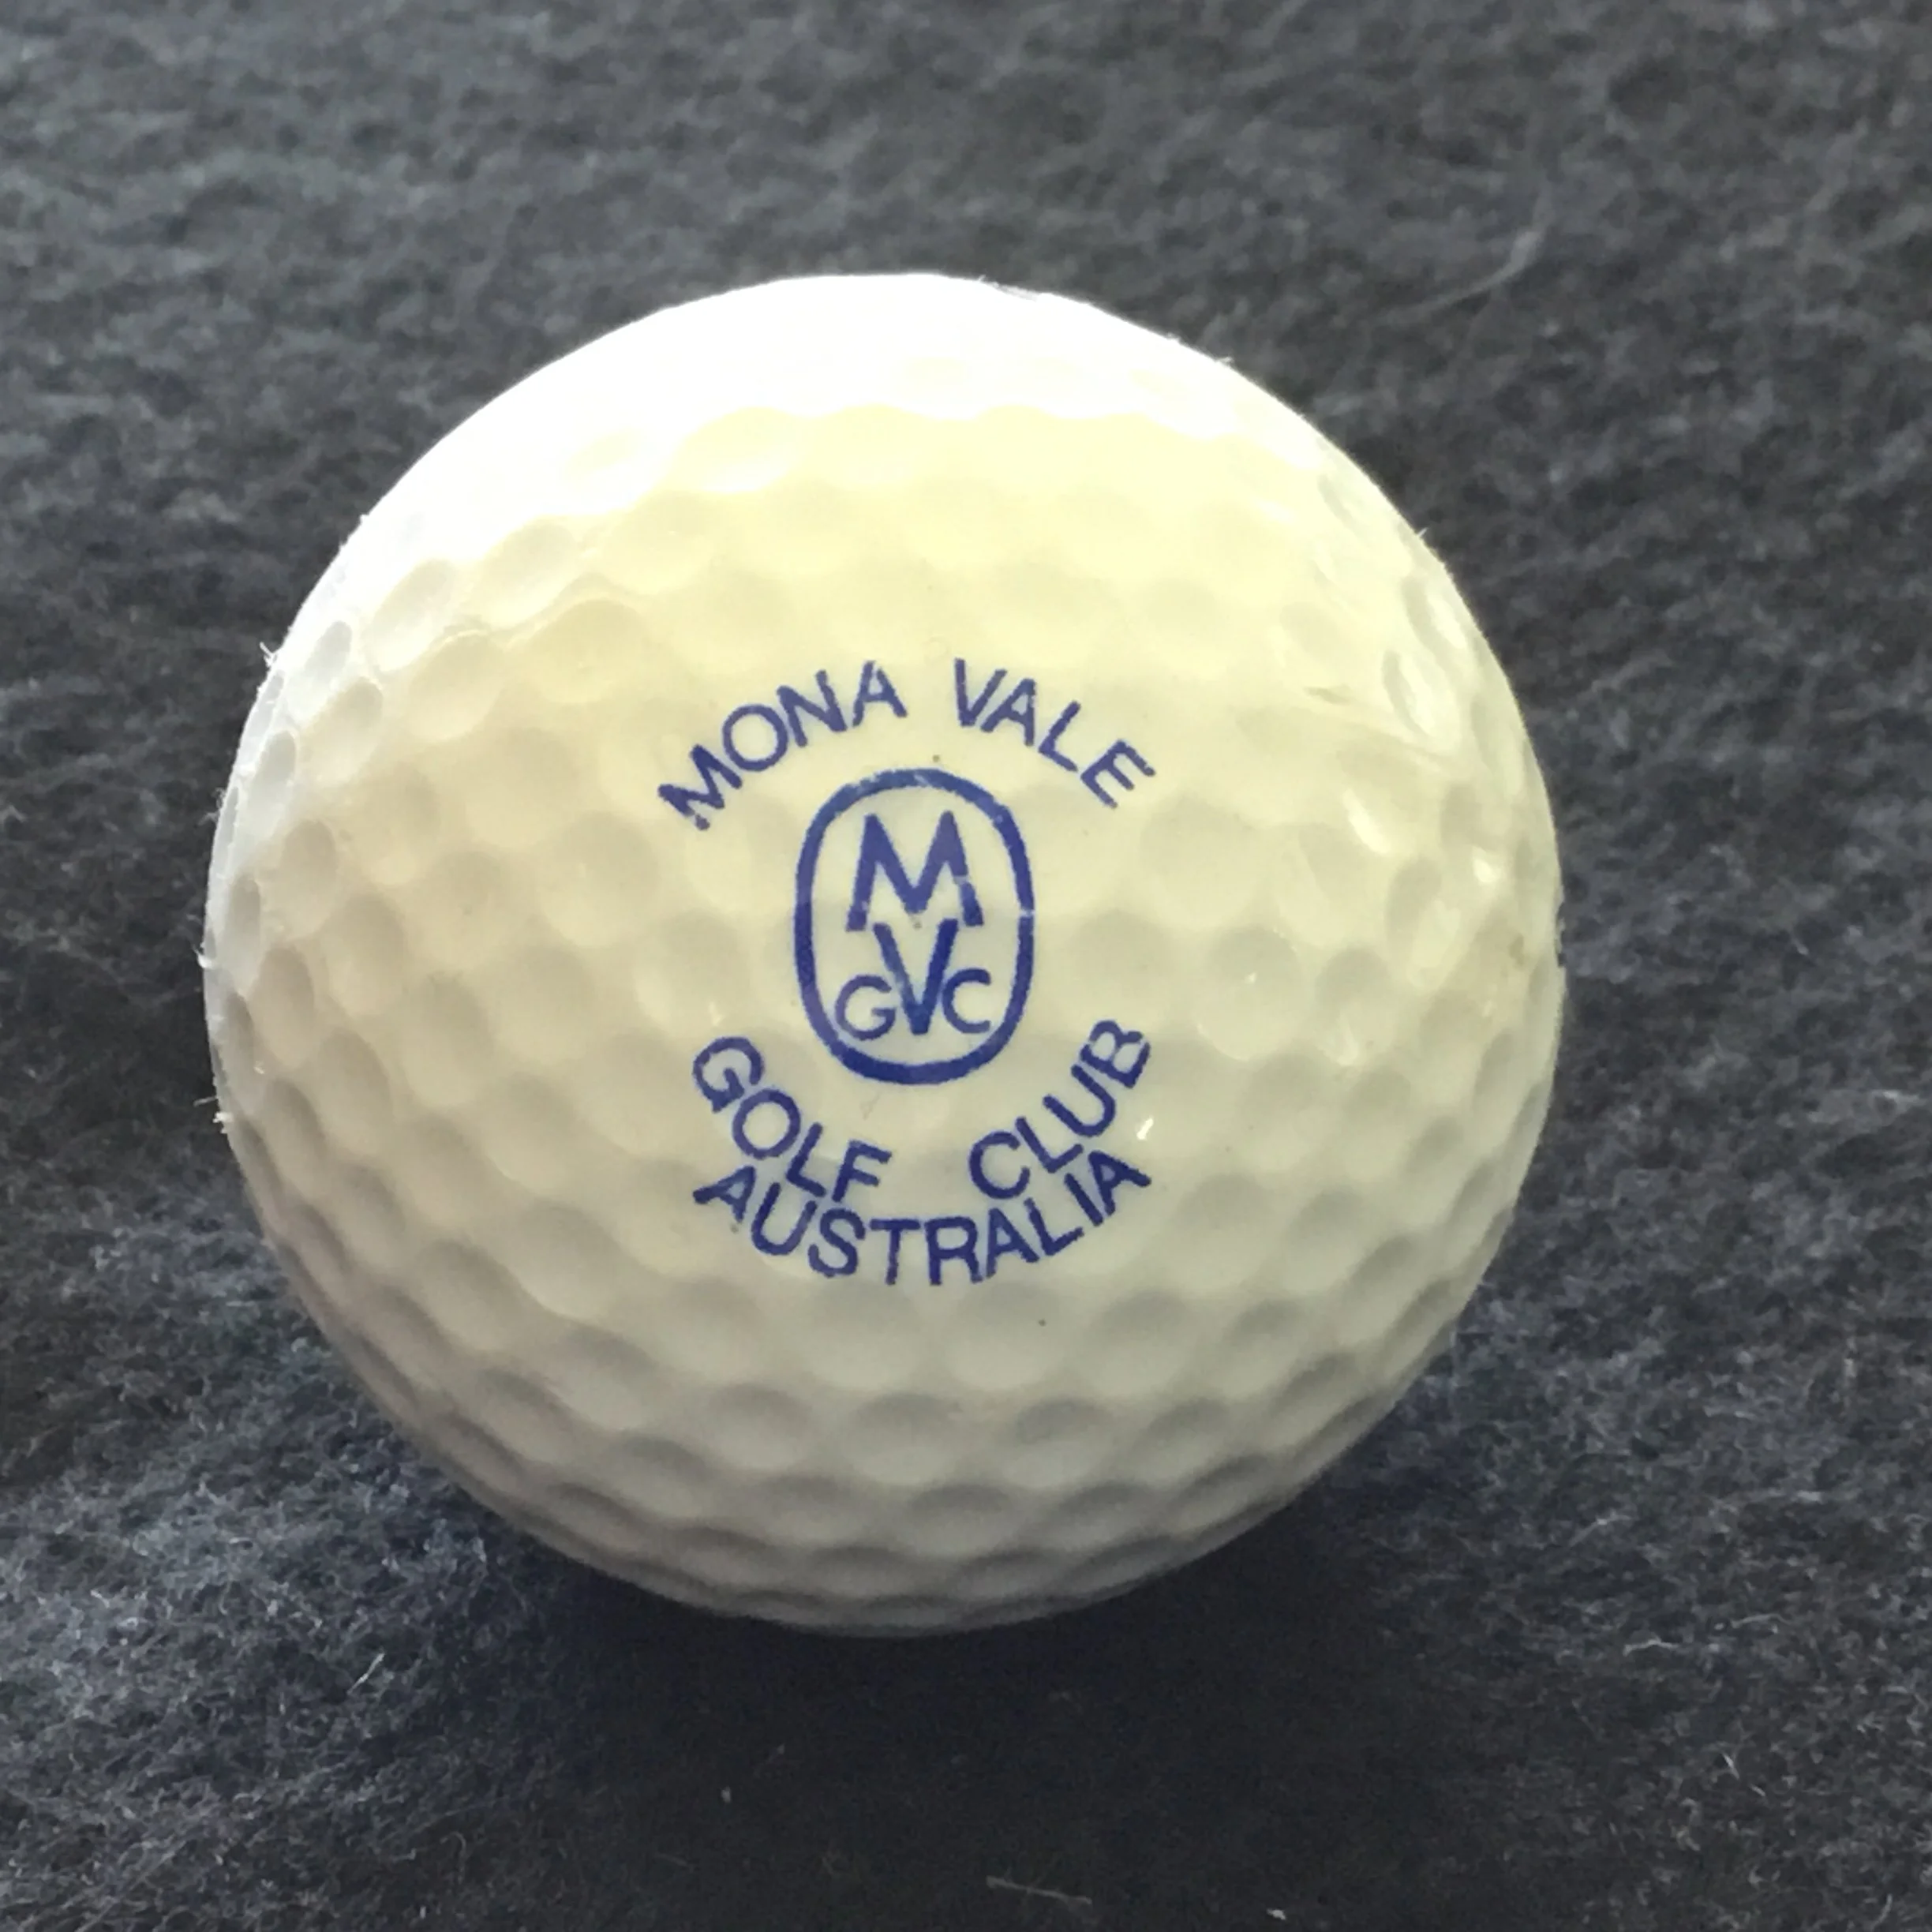 MONA VALE
M
GVC
GOLF CLUB
AUSTRALIA